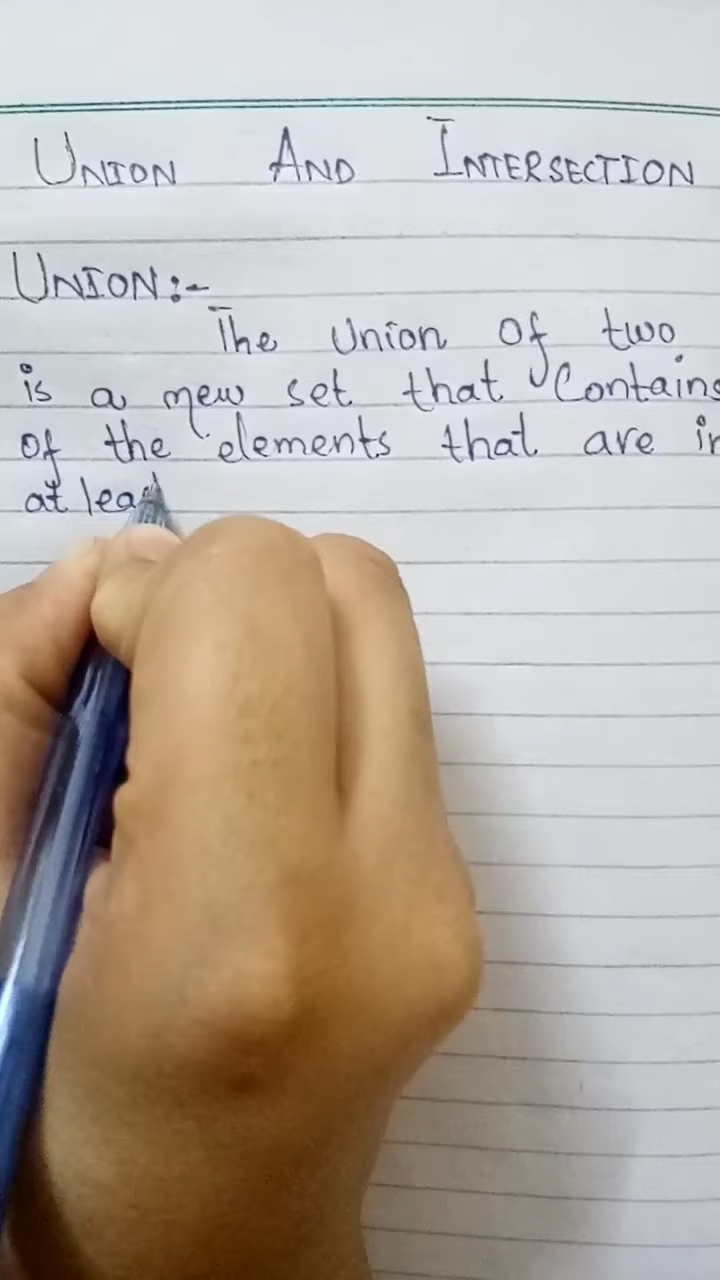 UNION AND INTERSECTION
UNION:-
The Union Of two
is a new set that Contains
of the elements that are in
at lea